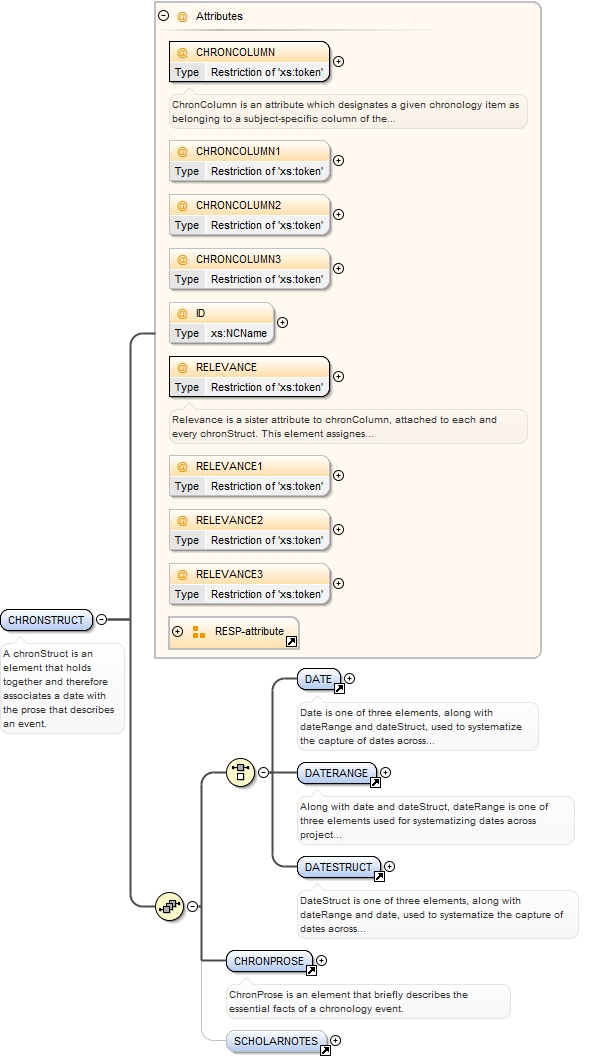 @ Attributes
@ CHRONCOLUMN
Type Restriction of 'xs:token'
ChronColumn is an attribute which designates a given chronology item as
belonging to a subject-specific column of the...
@ CHRONCOLUMN1
Type Restriction of 'xs:token'
@ CHRONCOLUMN2
Type Restriction of 'xs:token'
@ CHRONCOLUMN3
Type Restriction of 'xs:token'
@ ID
Type xs:NCName
@ RELEVANCE
Type Restriction of 'xs:token'
Relevance is a sister attribute to chronColumn, attached to each and
every chronStruct. This element assignes...
@ RELEVANCE1
Type Restriction of 'xs:token'
@ RELEVANCE2
Type Restriction of 'xs:token'
@ RELEVANCE3
Type Restriction of 'xs:token'
RESP-attribute
CHRONSTRUCT
A chronStruct is an
element that holds
together and therefore
associates a date with
the prose that describes
an event.
DATE
Date is one of three elements, along with
dateRange and dateStruct, used to systematize
the capture of dates across...
DATERANGE
Along with date and dateStruct, dateRange is one of
three elements used for systematizing dates across
project...
DATESTRUCT
DateStruct is one of three elements, along with
dateRange and date, used to systematize the capture of
dates across...
CHRONPROSE
ChronProse is an element that briefly describes the
essential facts of a chronology event.
SCHOLARNOTES